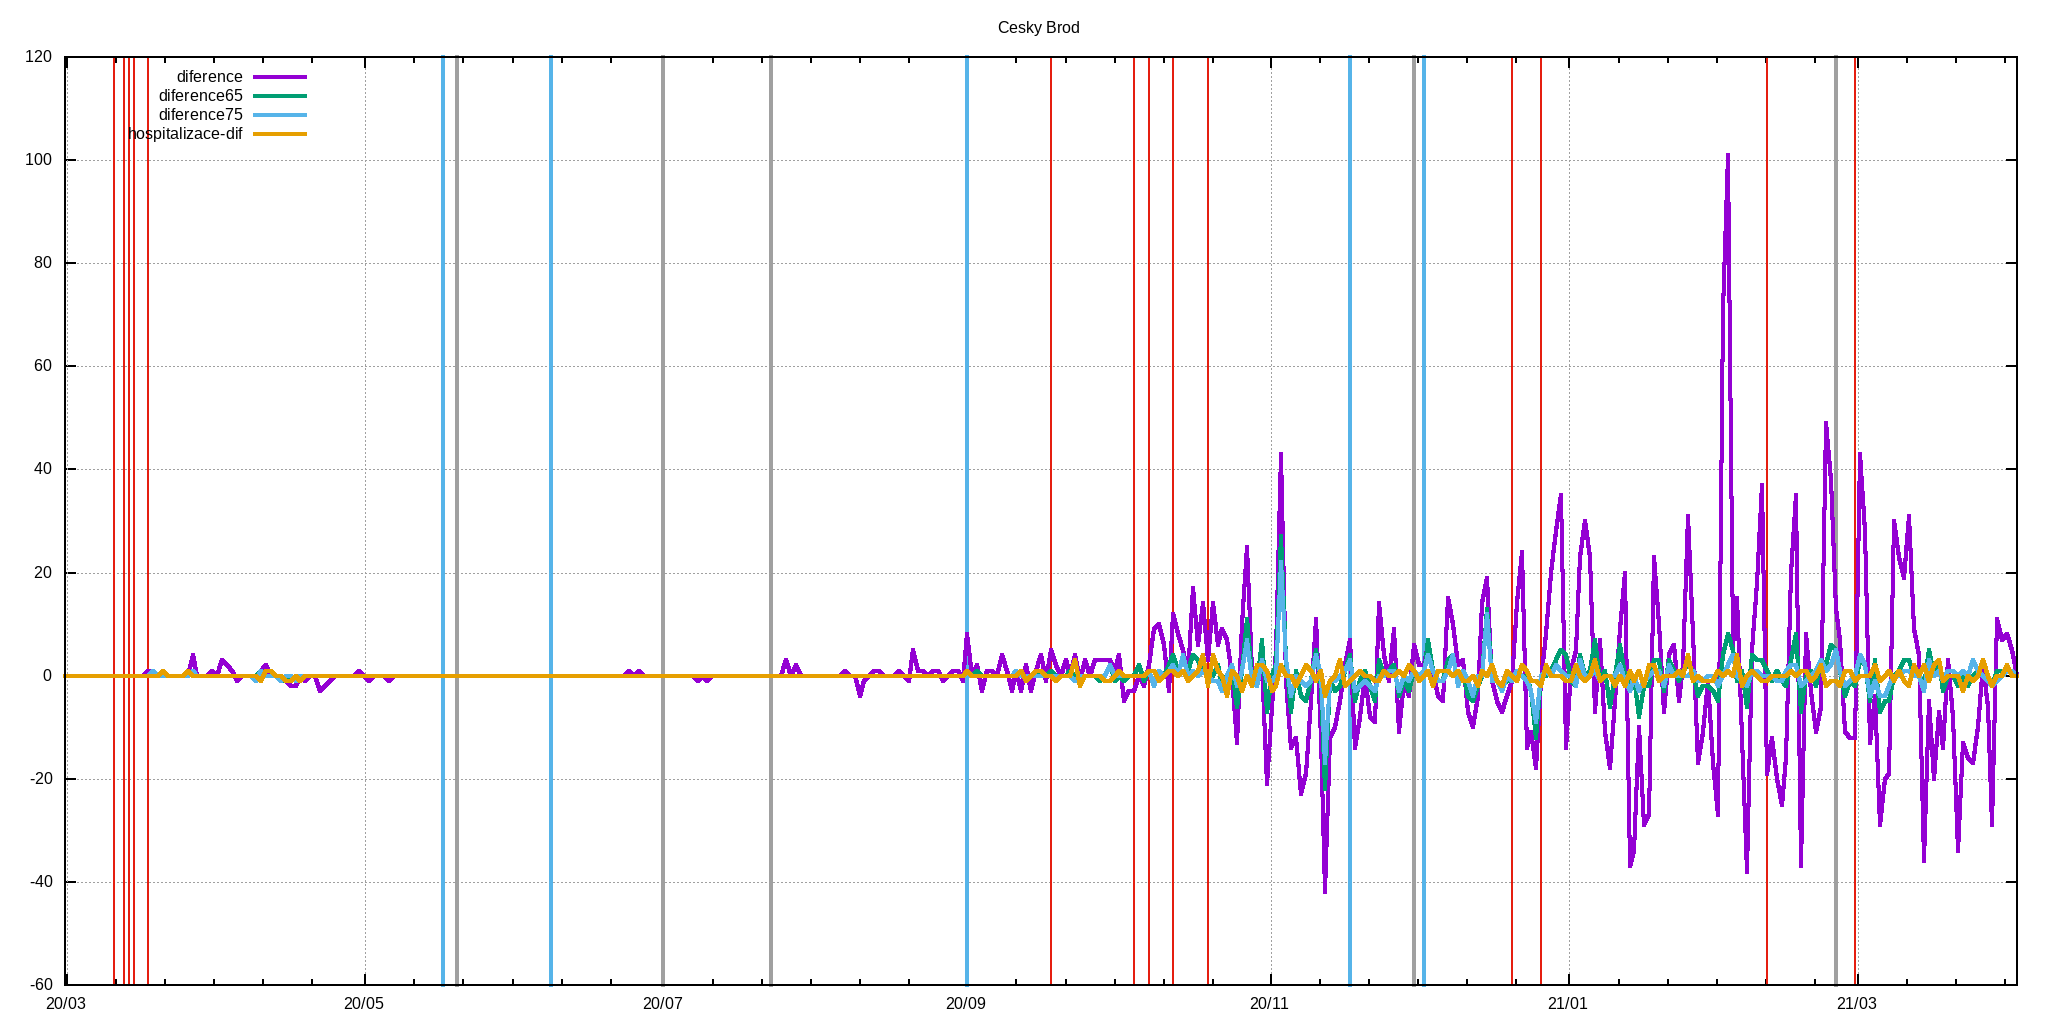 Cesky Brod
120
100
80
60
40
20
0
-20
-40
-60
diference
diference65
diference75
hospitalizace-dif
20/03 20/05 20/07 20/09 20/11 21/01 21/03